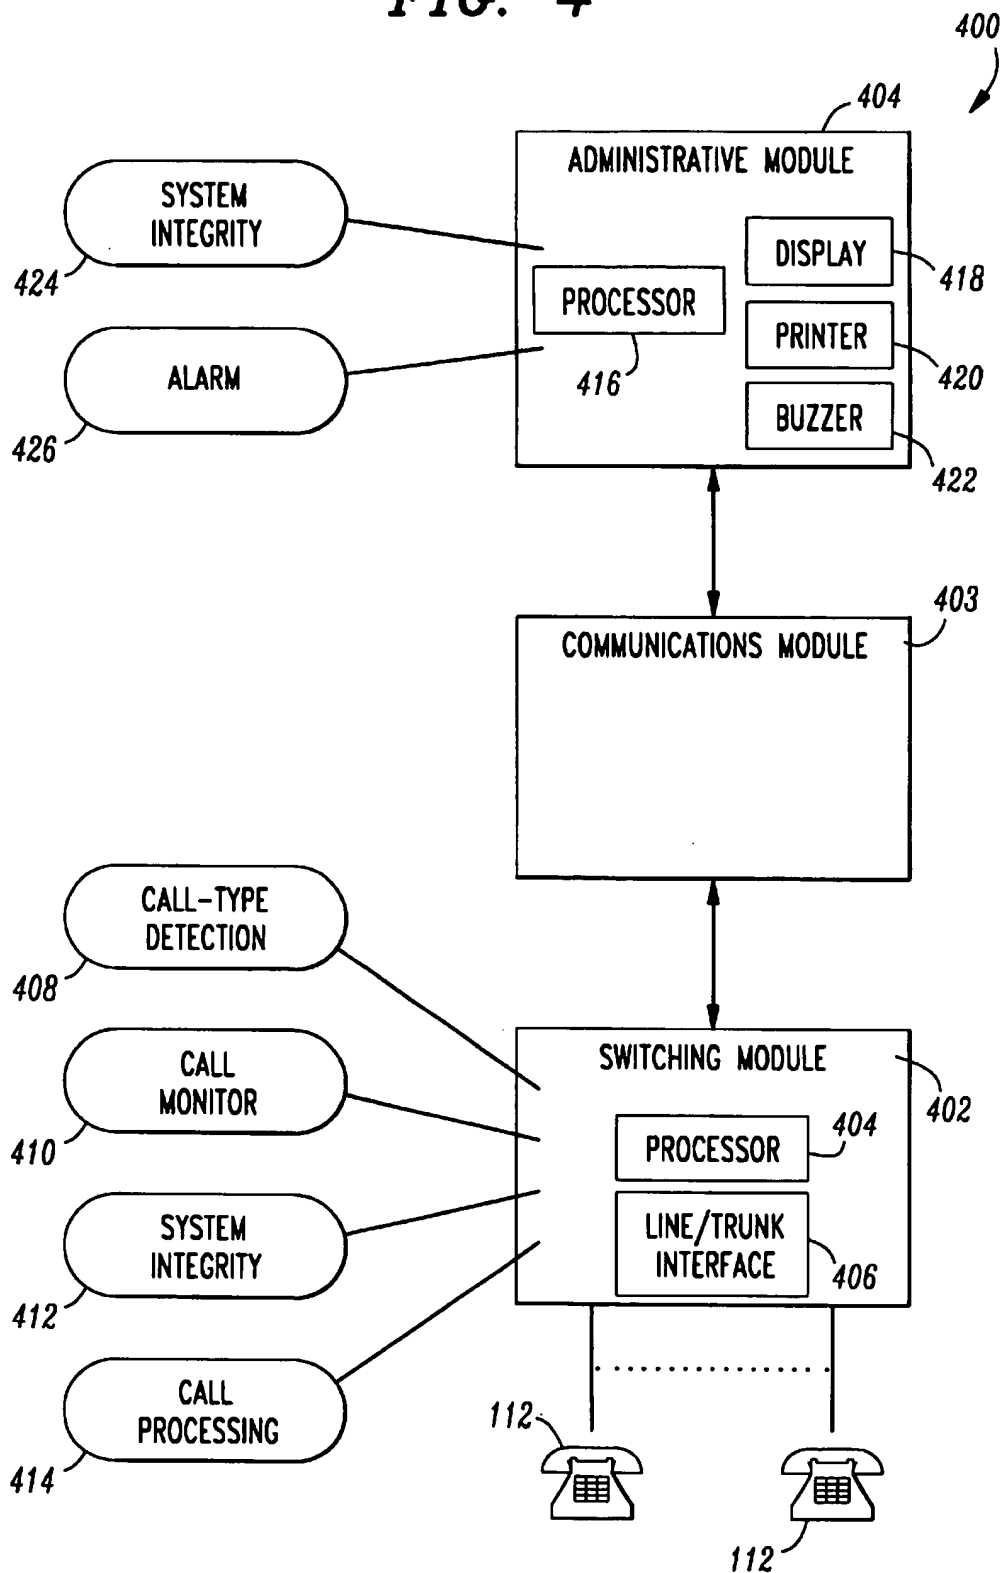 FIG. 4
400
404
ADMINISTRATIVE MODULE
SYSTEM
INTEGRITY
424
DISPLAY
418
PROCESSOR
416
PRINTER
420
ALARM
426
BUZZER
422
403
COMMUNICATIONS MODULE
CALL-TYPE
DETECTION
408
SWITCHING MODULE
402
CALL
MONITOR
410
PROCESSOR
404
SYSTEM
INTEGRITY
412
LINE/TRUNK
INTERFACE
406
CALL
PROCESSING
414
112
112